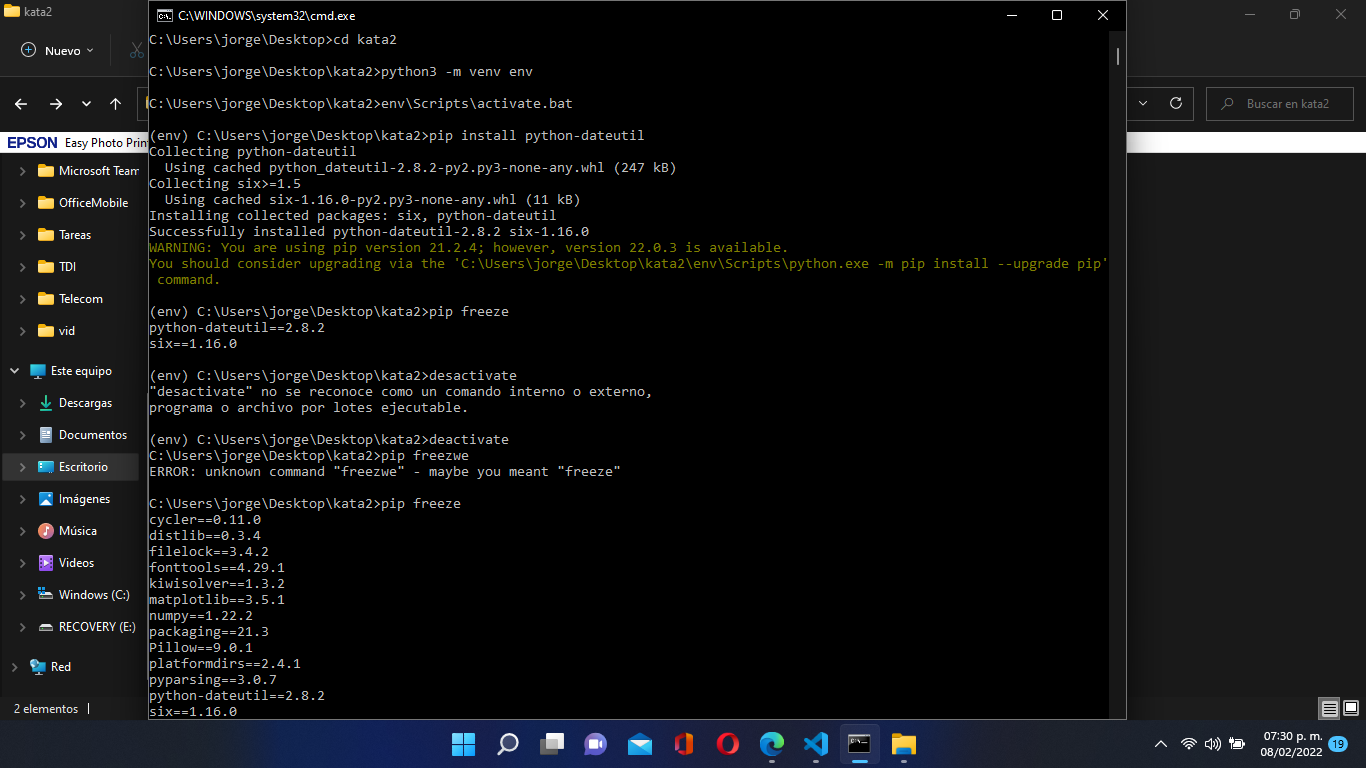 kata2
C:\WINDOWS\system32\cmd.exe
Nuevo
Buscar en kata2
EPSON Easy Photo Prin
Microsoft Team
OfficeMobile
Tareas
TDI
Telecom
vid
Este equipo
Descargas
Documentos
Escritorio
Imágenes
Música
Videos
Windows (C:)
RECOVERY (E:)
Red
2 elementos
C:\Users\jorge\Desktop>cd kata2
C:\Users\jorge\Desktop\kata2>python3 -m venv env
C:\Users\jorge\Desktop\kata2>env\Scripts\activate.bat
(env) C:\Users\jorge\Desktop\kata2>pip install python-dateutil
Collecting python-dateutil
  Using cached python_dateutil-2.8.2-py2.py3-none-any.whl (247 kB)
Collecting six>=1.5
  Using cached six-1.16.0-py2.py3-none-any.whl (11 kB)
Installing collected packages: six, python-dateutil
Successfully installed python-dateutil-2.8.2 six-1.16.0
WARNING: You are using pip version 21.2.4; however, version 22.0.3 is available.
You should consider upgrading via the 'C:\Users\jorge\Desktop\kata2\env\Scripts\python.exe -m pip install --upgrade pip'
 command.
(env) C:\Users\jorge\Desktop\kata2>pip freeze
python-dateutil==2.8.2
six==1.16.0
(env) C:\Users\jorge\Desktop\kata2>desactivate
"desactivate" no se reconoce como un comando interno o externo,
programa o archivo por lotes ejecutable.
(env) C:\Users\jorge\Desktop\kata2>deactivate
C:\Users\jorge\Desktop\kata2>pip freezwe
ERROR: unknown command "freezwe" - maybe you meant "freeze"
C:\Users\jorge\Desktop\kata2>pip freeze
cycler==0.11.0
distlib==0.3.4
filelock==3.4.2
fonttools==4.29.1
kiwisolver==1.3.2
matplotlib==3.5.1
numpy==1.22.2
packaging==21.3
Pillow==9.0.1
platformdirs==2.4.1
pyparsing==3.0.7
python-dateutil==2.8.2
six==1.16.0
07:30 p. m.
08/02/2022
19